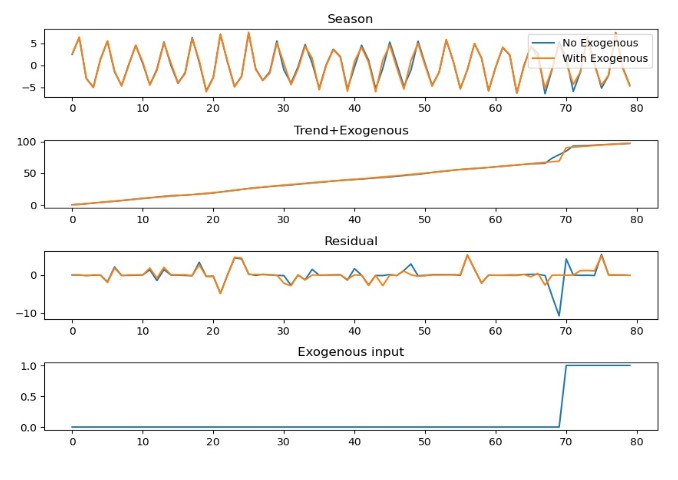 Season
5
0
−5
No Exogenous
With Exogenous
0 10 20 30 40 50 60 70 80
Trend+Exogenous
100
50
0
0 10 20 30 40 50 60 70 80
Residual
0
−10
0 10 20 30 40 50 60 70 80
Exogenous input
1.0
0.5
0.0
0 10 20 30 40 50 60 70 80